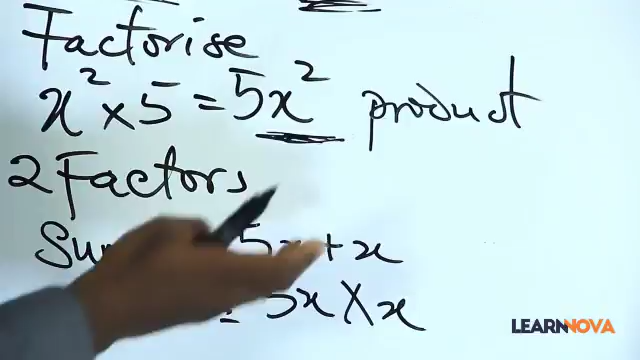 Factorise
x² × 5 = 5x² product
2 Factors
5x + x
= 5x × x
LEARNNOVA